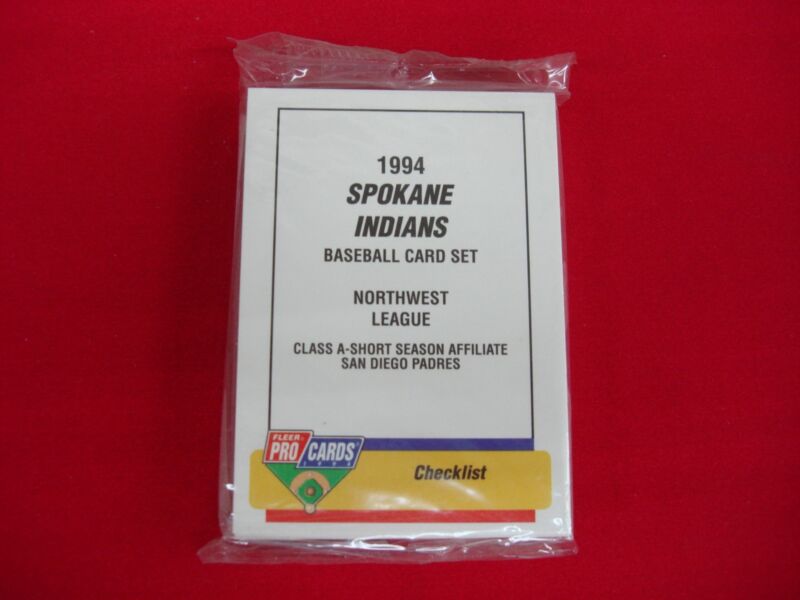 1994
SPOKANE
INDIANS
BASEBALL CARD SET
NORTHWEST
LEAGUE
CLASS A-SHORT SEASON AFFILIATE
SAN DIEGO PADRES
FLEER®
PRO CARDS®
1994
Checklist